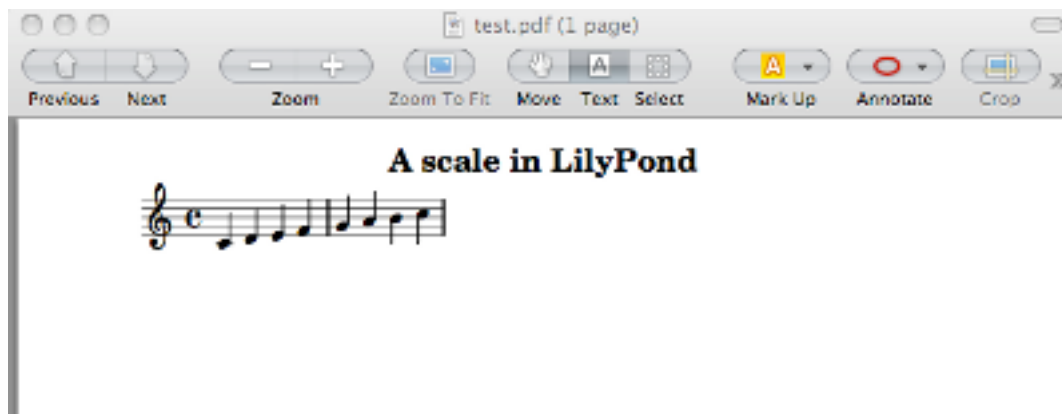 test.pdf (1 page)
Previous Next Zoom Zoom To Fit Move Text Select Mark Up Annotate Crop
A scale in LilyPond